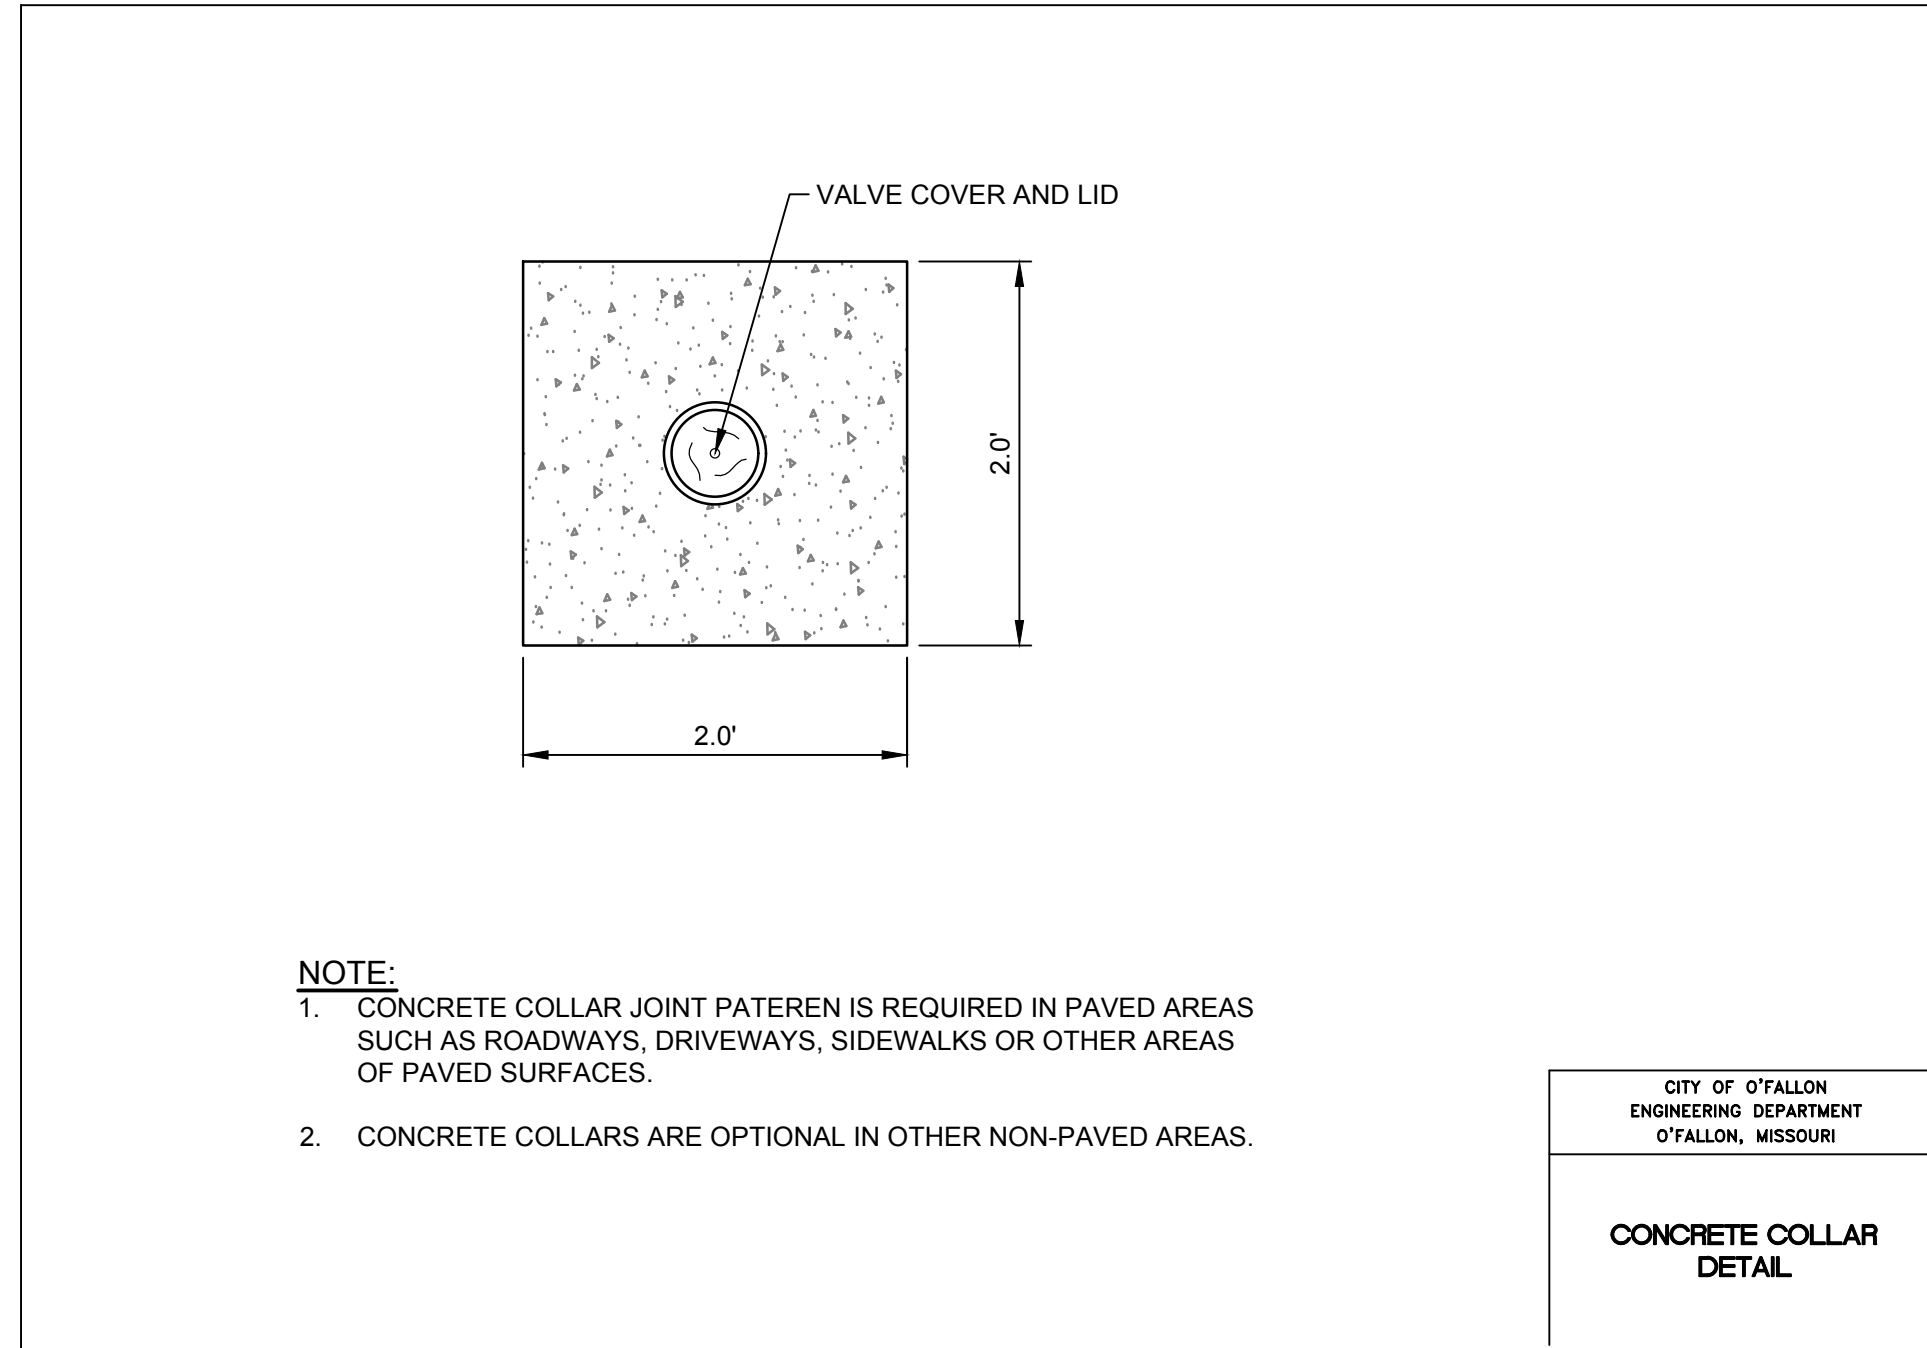 VALVE COVER AND LID
2.0'
2.0'
NOTE:
1. CONCRETE COLLAR JOINT PATEREN IS REQUIRED IN PAVED AREAS
SUCH AS ROADWAYS, DRIVEWAYS, SIDEWALKS OR OTHER AREAS
OF PAVED SURFACES.
2. CONCRETE COLLARS ARE OPTIONAL IN OTHER NON-PAVED AREAS.
CITY OF O'FALLON
ENGINEERING DEPARTMENT
O'FALLON, MISSOURI
CONCRETE COLLAR
DETAIL